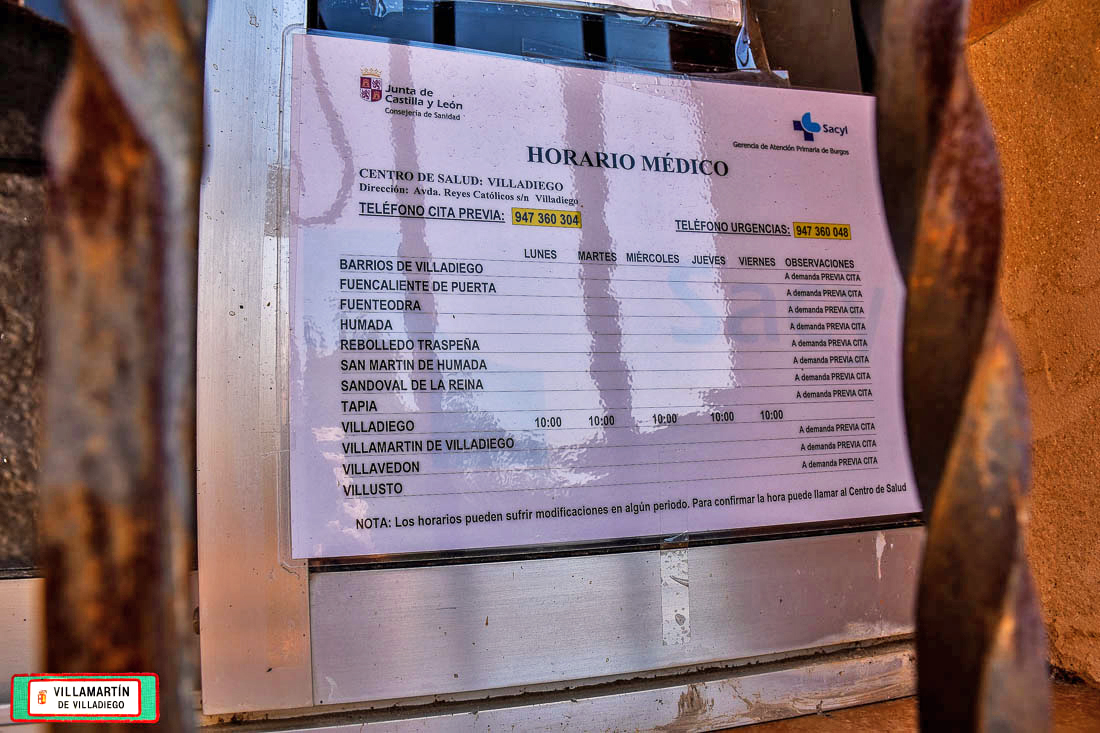 Junta de
Castilla y León
Consejería de Sanidad
Sacyl
Gerencia de Atención Primaria de Burgos
HORARIO MÉDICO
CENTRO DE SALUD: VILLADIEGO
Dirección: Avda. Reyes Católicos s/n Villadiego
TELÉFONO CITA PREVIA: 947 360 304
TELÉFONO URGENCIAS: 947 360 048
LUNES MARTES MIÉRCOLES JUEVES VIERNES OBSERVACIONES
BARRIOS DE VILLADIEGO A demanda PREVIA CITA
FUENCALIENTE DE PUERTA A demanda PREVIA CITA
FUENTEODRA A demanda PREVIA CITA
HUMADA A demanda PREVIA CITA
REBOLLEDO TRASPEÑA A demanda PREVIA CITA
SAN MARTIN DE HUMADA A demanda PREVIA CITA
SANDOVAL DE LA REINA A demanda PREVIA CITA
TAPIA A demanda PREVIA CITA
VILLADIEGO 10:00 10:00 10:00 10:00 10:00
VILLAMARTIN DE VILLADIEGO A demanda PREVIA CITA
VILLAVEDON A demanda PREVIA CITA
VILLUSTO A demanda PREVIA CITA
NOTA: Los horarios pueden sufrir modificaciones en algún periodo. Para confirmar la hora puede llamar al Centro de Salud
Sacyl
VILLAMARTÍN
DE VILLADIEGO